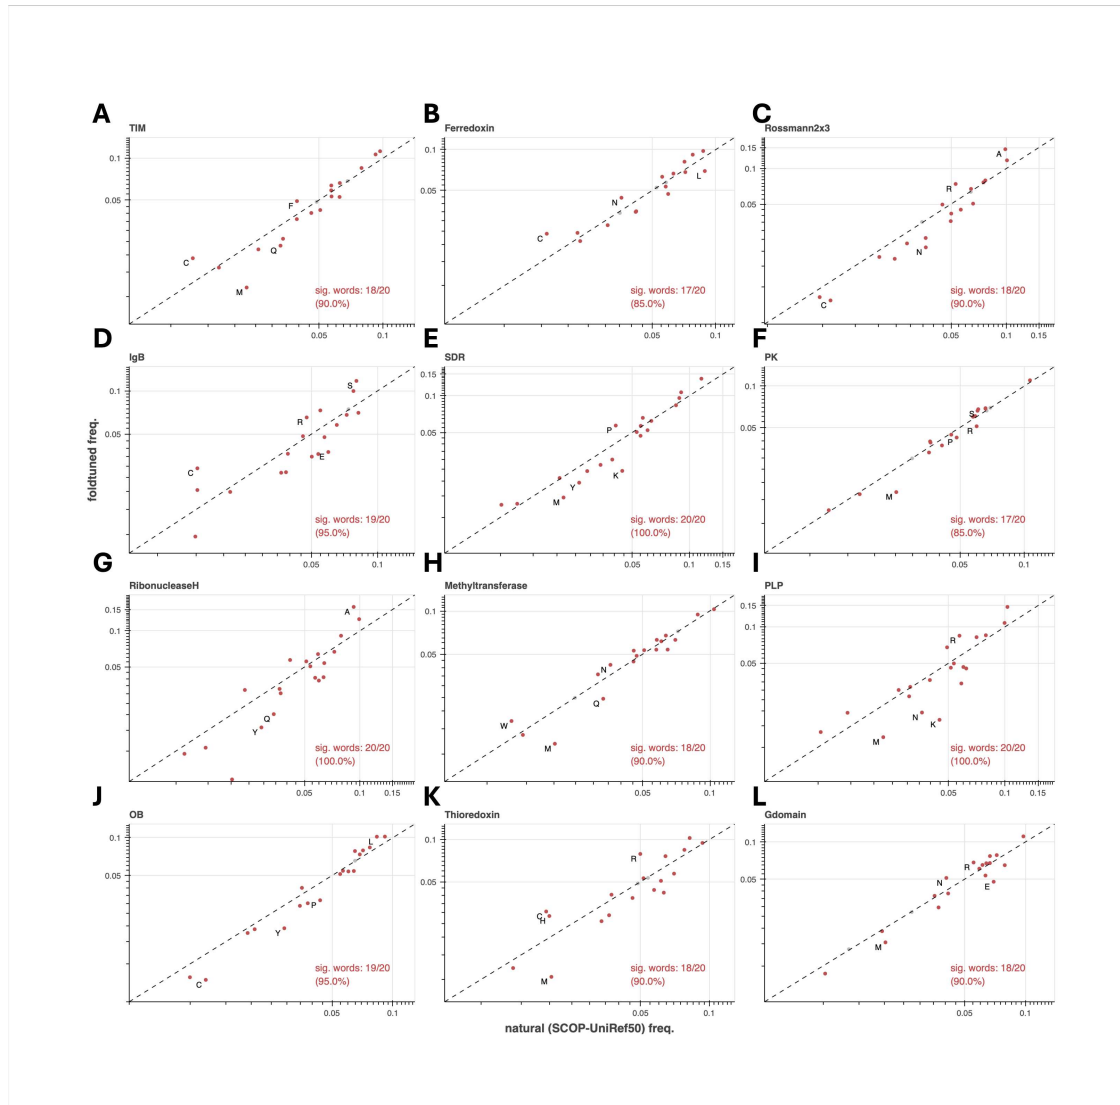 A
B
C
TIM
Ferredoxin
Rossmann2x3
0.1
0.05
F
Q
C
M
sig. words: 18/20
(90.0%)
0.05
0.1
0.1
0.05
N
L
C
sig. words: 17/20
(85.0%)
0.05
0.1
0.15
0.1
0.05
A
R
N
C
sig. words: 18/20
(90.0%)
0.05
0.1
0.15
D
E
F
IgB
SDR
PK
0.1
0.05
S
R
E
C
sig. words: 19/20
(95.0%)
0.05
0.1
0.15
0.1
0.05
P
K
Y
M
sig. words: 20/20
(100.0%)
0.05
0.1
0.15
0.1
0.05
S
R
P
M
sig. words: 17/20
(85.0%)
0.05
0.1
foldtuned freq.
G
H
I
RibonucleaseH
Methyltransferase
PLP
0.15
0.1
0.05
A
Q
Y
sig. words: 20/20
(100.0%)
0.05
0.1
0.15
0.1
0.05
N
Q
W
M
sig. words: 18/20
(90.0%)
0.05
0.1
0.15
0.1
0.05
R
N
K
M
sig. words: 20/20
(100.0%)
0.05
0.1
0.15
J
K
L
OB
Thioredoxin
Gdomain
0.1
0.05
L
P
Y
C
sig. words: 19/20
(95.0%)
0.05
0.1
0.1
0.05
R
C
H
M
sig. words: 18/20
(90.0%)
0.05
0.1
0.1
0.05
R
N
E
M
sig. words: 18/20
(90.0%)
0.05
0.1
natural (SCOP-UniRef50) freq.